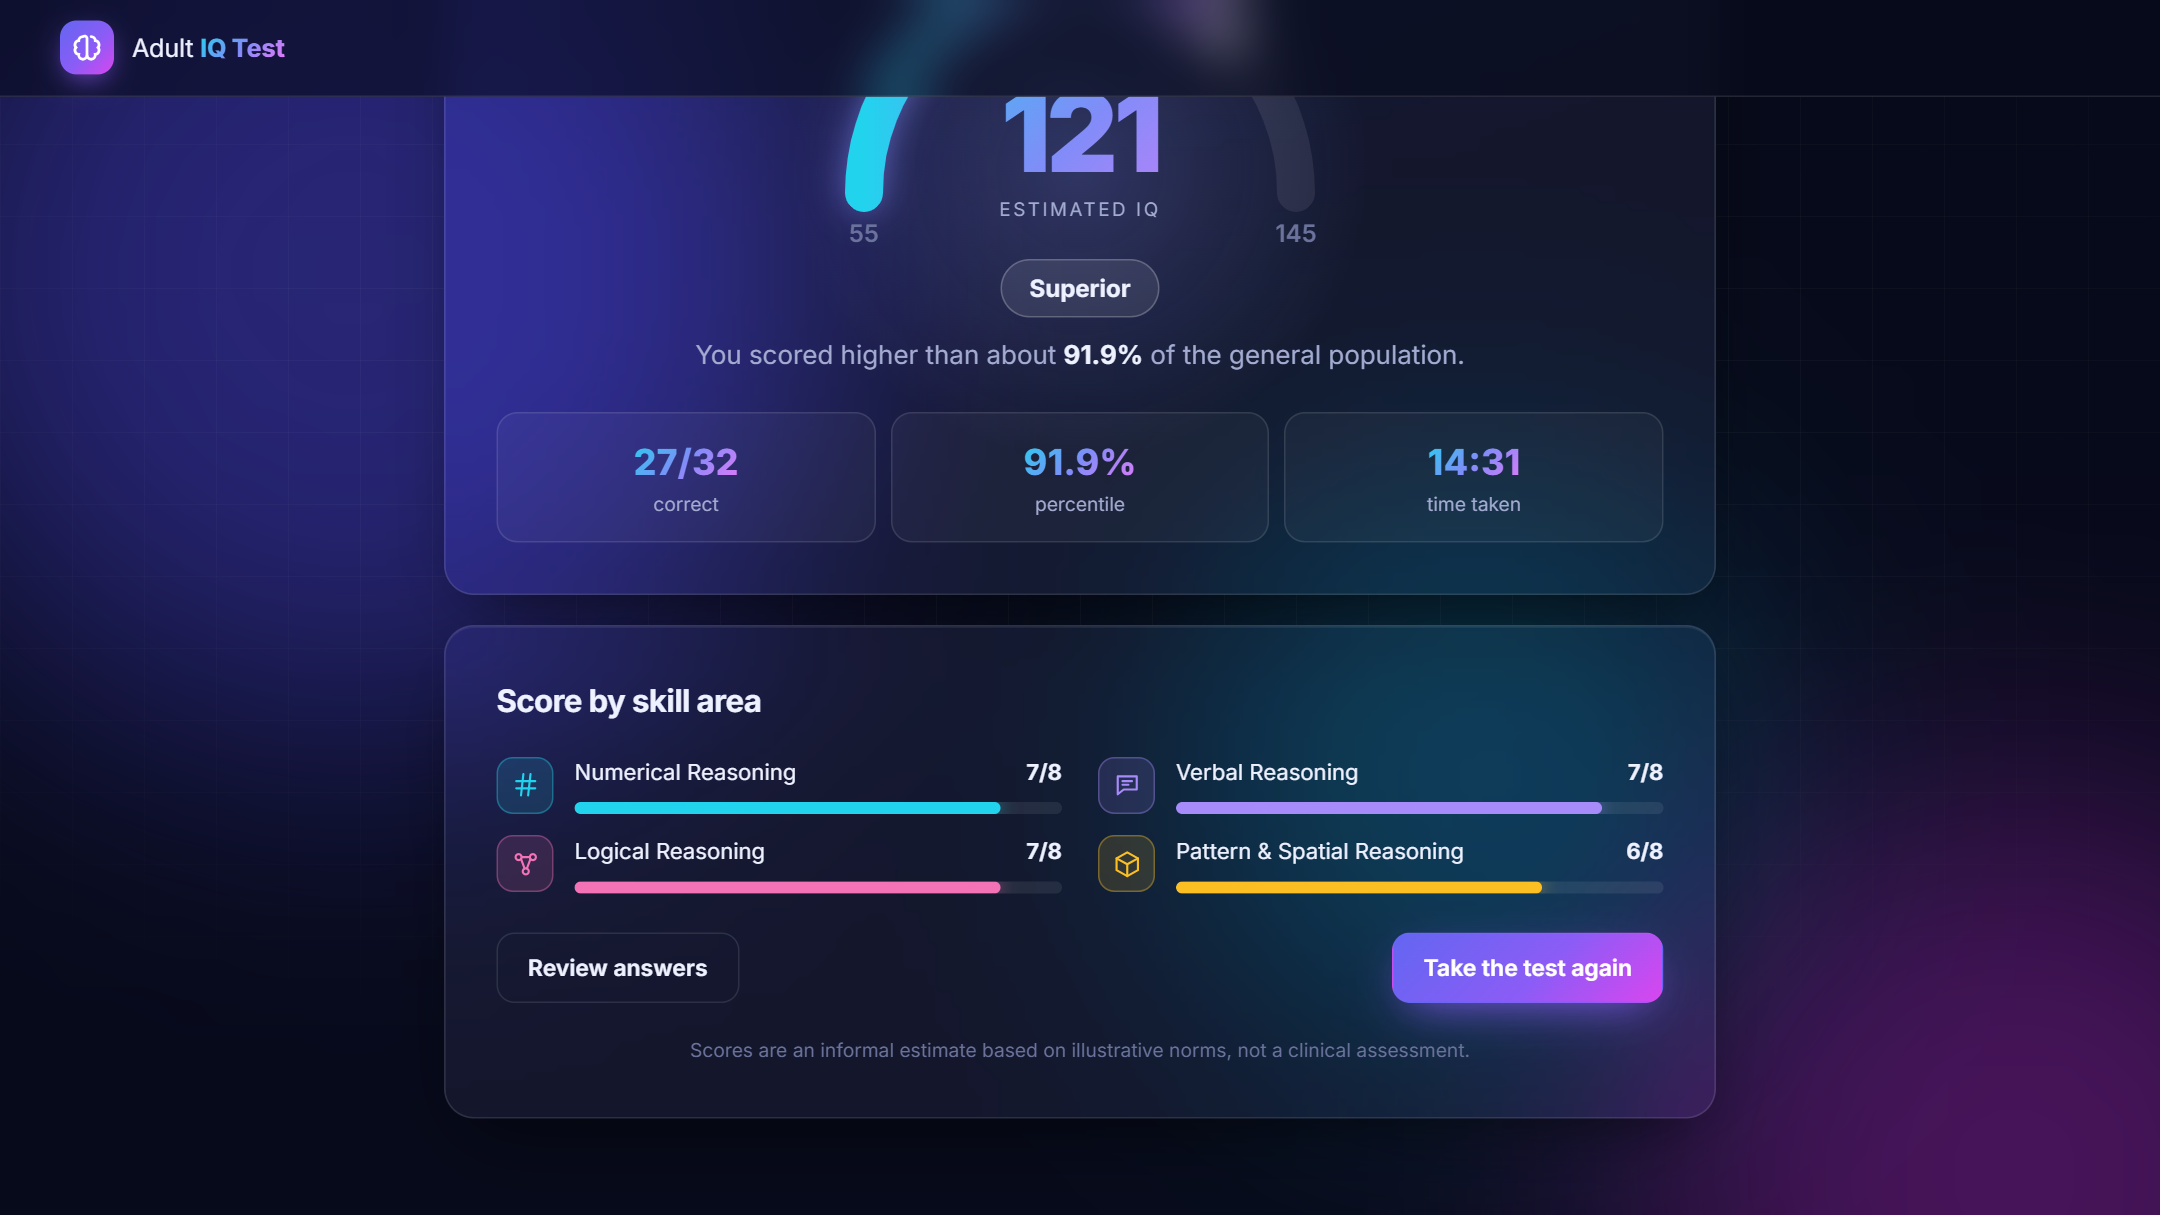 Adult IQ Test
121
ESTIMATED IQ
55
145
Superior
You scored higher than about 91.9% of the general population.
27/32
correct
91.9%
percentile
14:31
time taken
Score by skill area
Numerical Reasoning 7/8
Verbal Reasoning 7/8
Logical Reasoning 7/8
Pattern & Spatial Reasoning 6/8
Review answers
Take the test again
Scores are an informal estimate based on illustrative norms, not a clinical assessment.